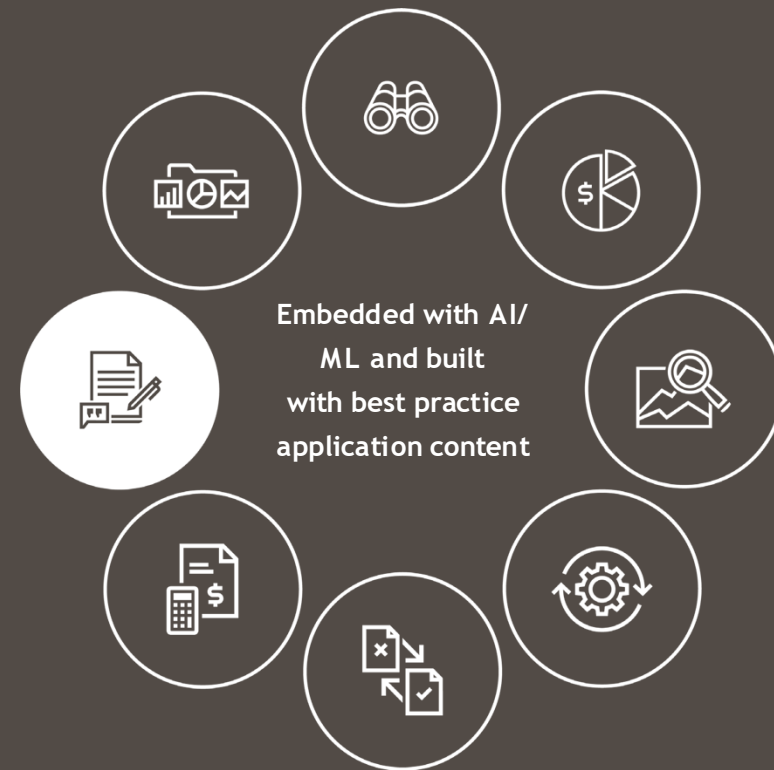 Embedded with AI/
ML and built
with best practice
application content
$
$